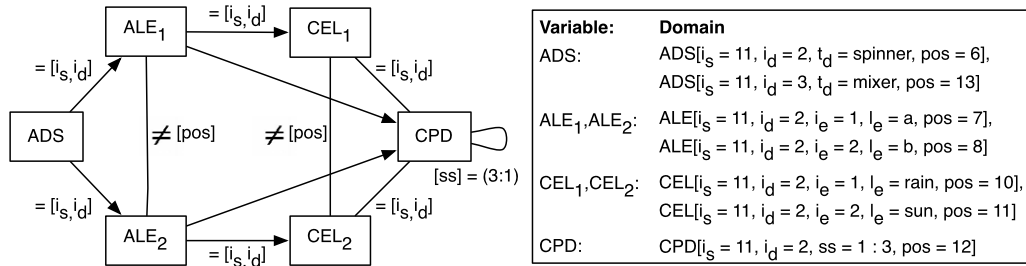 ALE1
= [is,id]
CEL1
= [is,id]
= [is,id]
ADS
≠ [pos]
≠ [pos]
CPD
[ss] = (3:1)
= [is,id]
= [is,id]
ALE2
= [is,id]
CEL2
Variable: Domain
ADS: ADS[is = 11, id = 2, td = spinner, pos = 6],
ADS[is = 11, id = 3, td = mixer, pos = 13]
ALE1,ALE2: ALE[is = 11, id = 2, ie = 1, le = a, pos = 7],
ALE[is = 11, id = 2, ie = 2, le = b, pos = 8]
CEL1,CEL2: CEL[is = 11, id = 2, ie = 1, le = rain, pos = 10],
CEL[is = 11, id = 2, ie = 2, le = sun, pos = 11]
CPD: CPD[is = 11, id = 2, ss = 1 : 3, pos = 12]